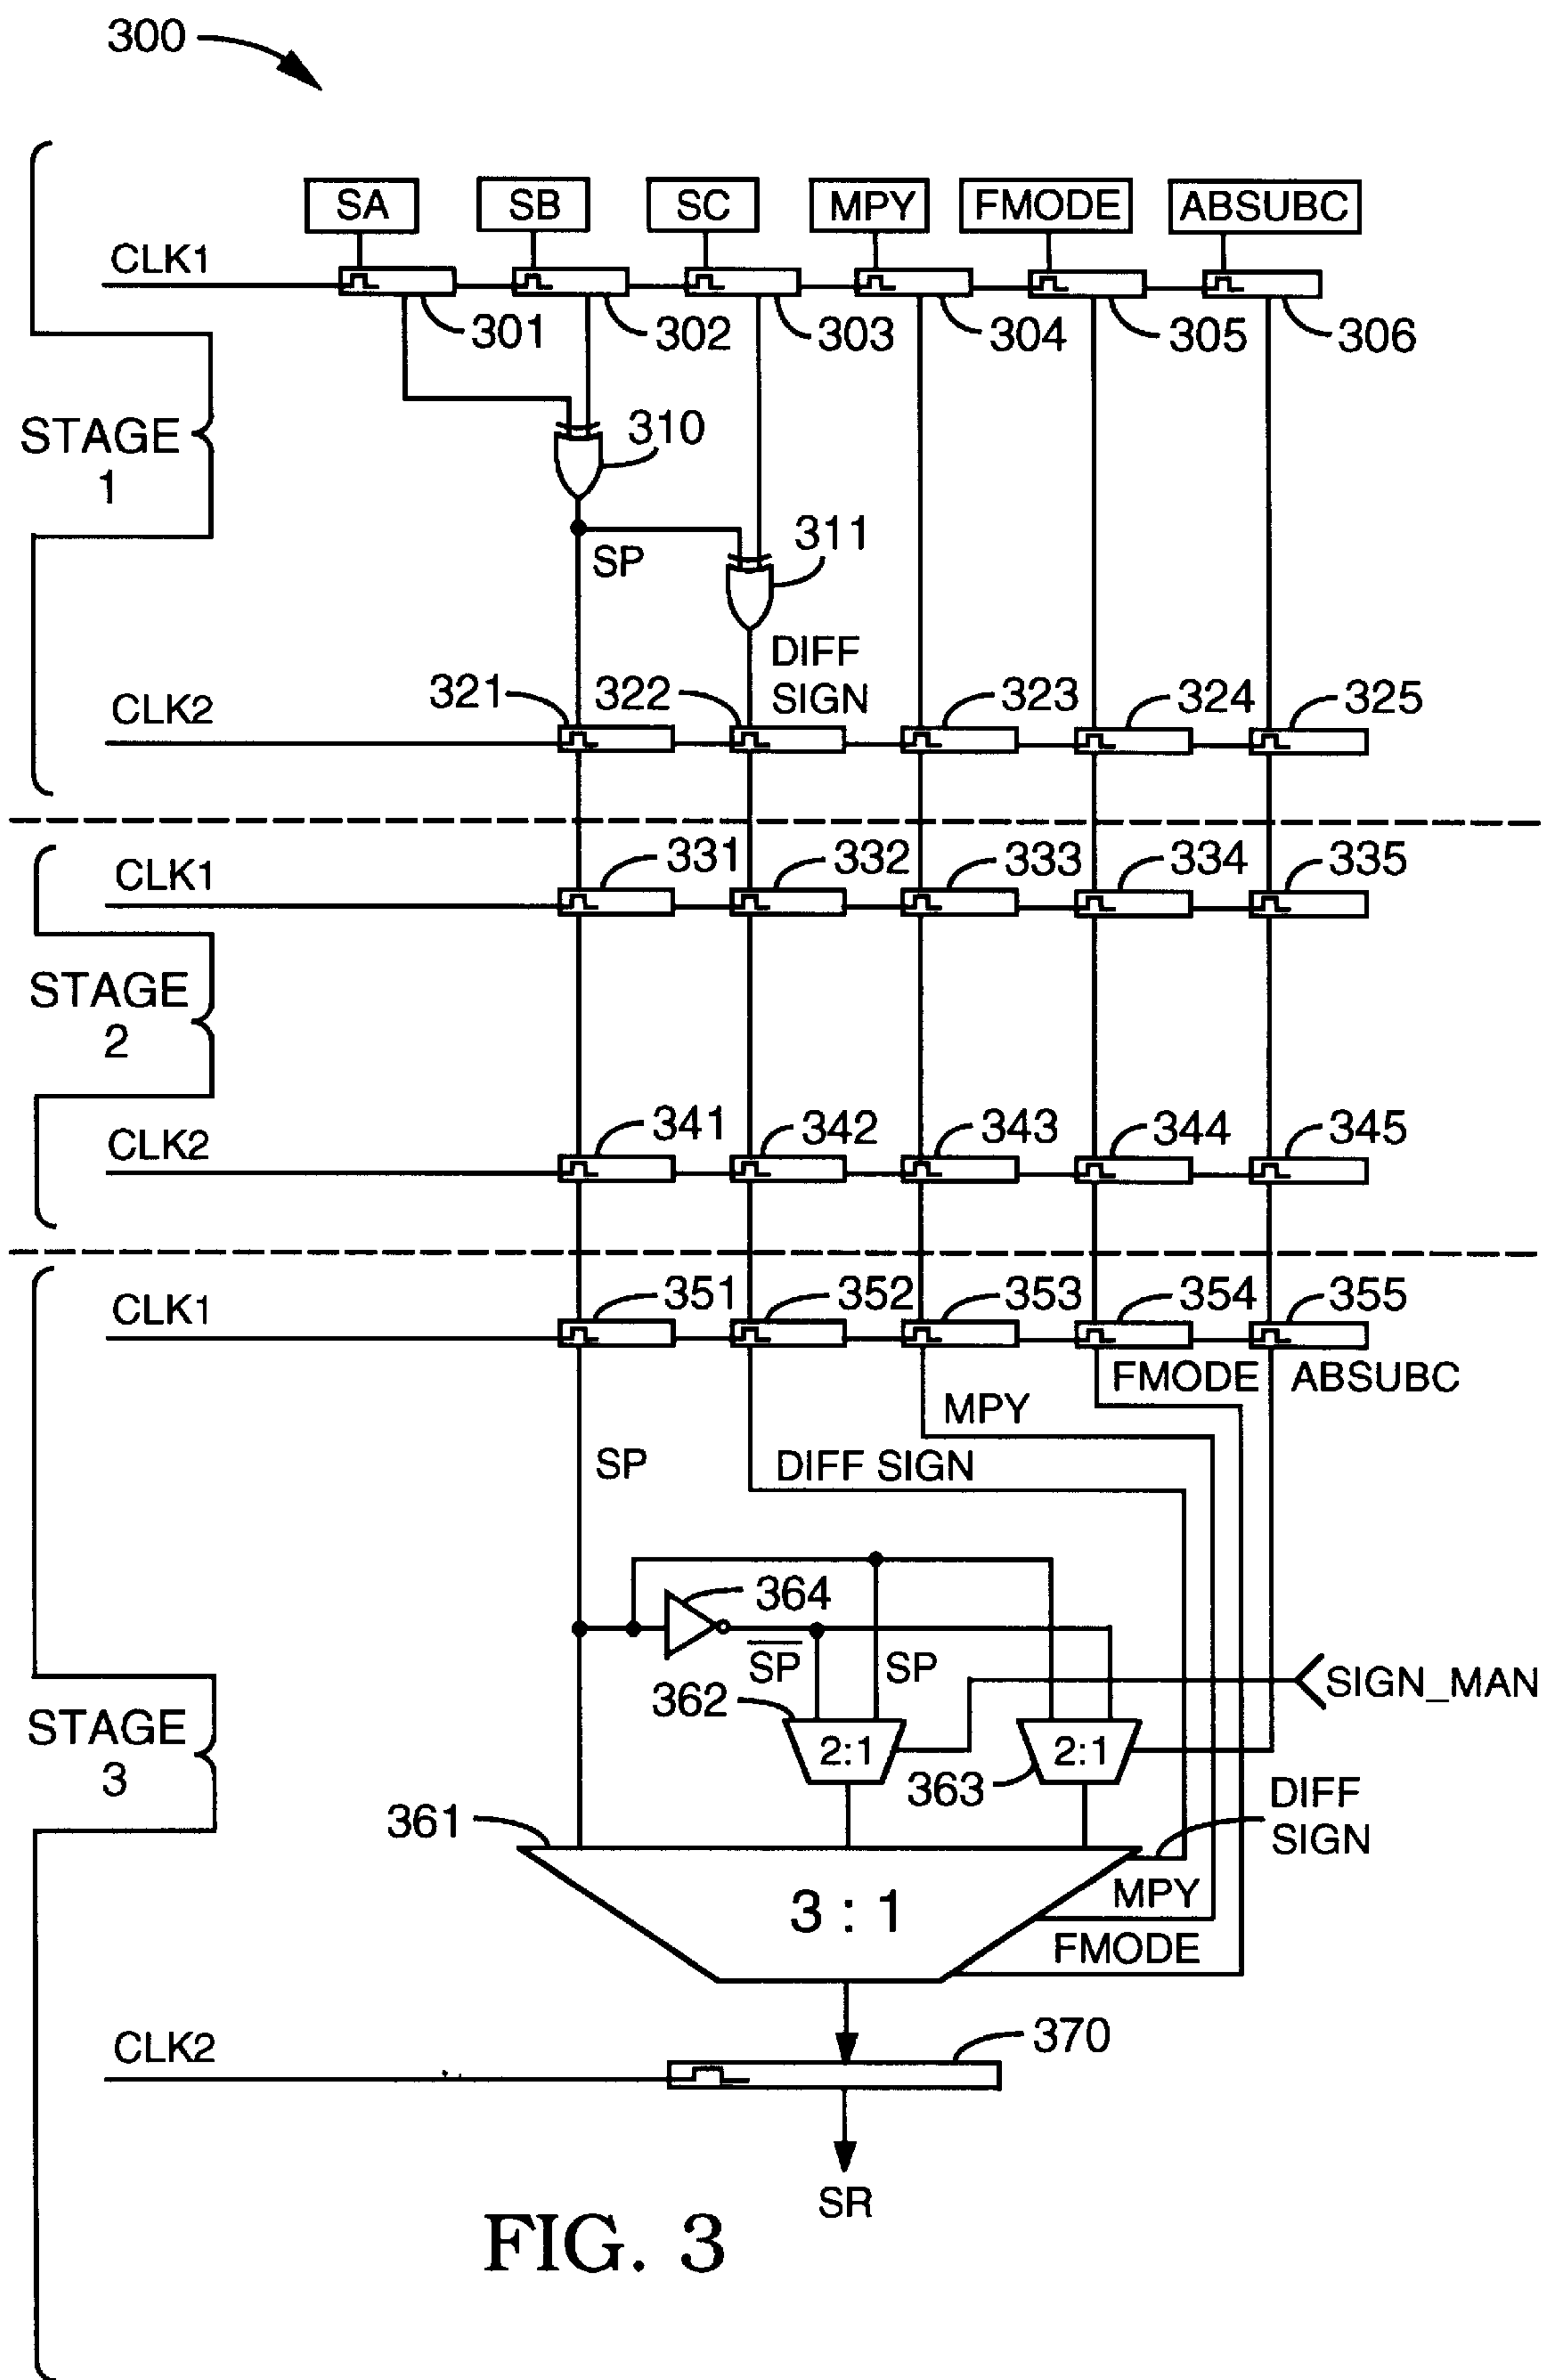 300
SA SB SC MPY FMODE ABSUBC
CLK1
301 302 303 304 305 306
STAGE
1
310
311
SP
DIFF
SIGN
321 322 323 324 325
CLK2
CLK1
331 332 333 334 335
STAGE
2
341 342 343 344 345
CLK2
CLK1
351 352 353 354 355
FMODE ABSUBC
MPY
SP DIFF SIGN
364
SP SP
SIGN_MAN
362
STAGE
3
2:1 2:1
363
361
DIFF
SIGN
3 : 1
MPY
FMODE
CLK2
370
SR
FIG. 3